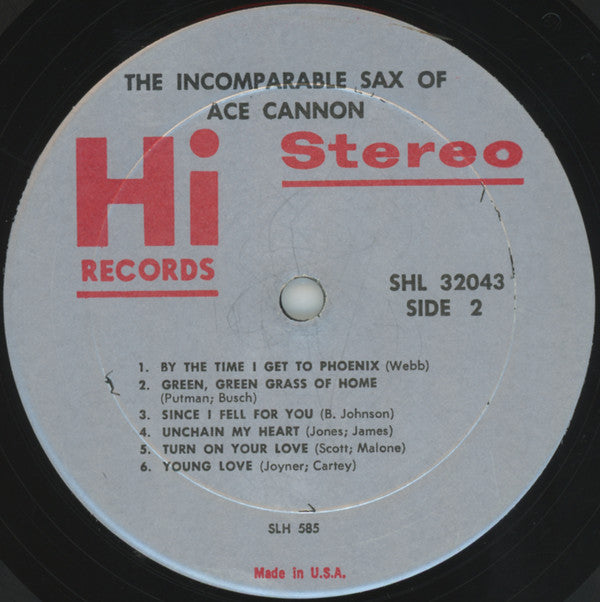 THE INCOMPARABLE SAX OF
ACE CANNON
Hi Stereo
RECORDS
SHL 32043
SIDE 2
1. BY THE TIME I GET TO PHOENIX (Webb)
2. GREEN, GREEN GRASS OF HOME
(Putman; Busch)
3. SINCE I FELL FOR YOU (B. Johnson)
4. UNCHAIN MY HEART (Jones; James)
5. TURN ON YOUR LOVE (Scott; Malone)
6. YOUNG LOVE (Joyner; Cartey)
SLH 585
Made in U.S.A.